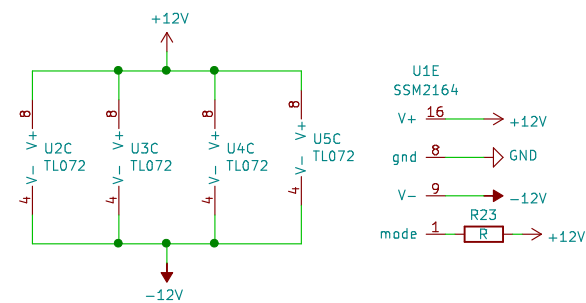 +12V
8 8 8 8
V+ V+ V+ V+
U2C U3C U4C U5C
TL072 TL072 TL072 TL072
V- V- V- V-
4 4 4 4
-12V
U1E
SSM2164
V+ 16 +12V
gnd 8 GND
V- 9 -12V
R23
mode 1 R +12V